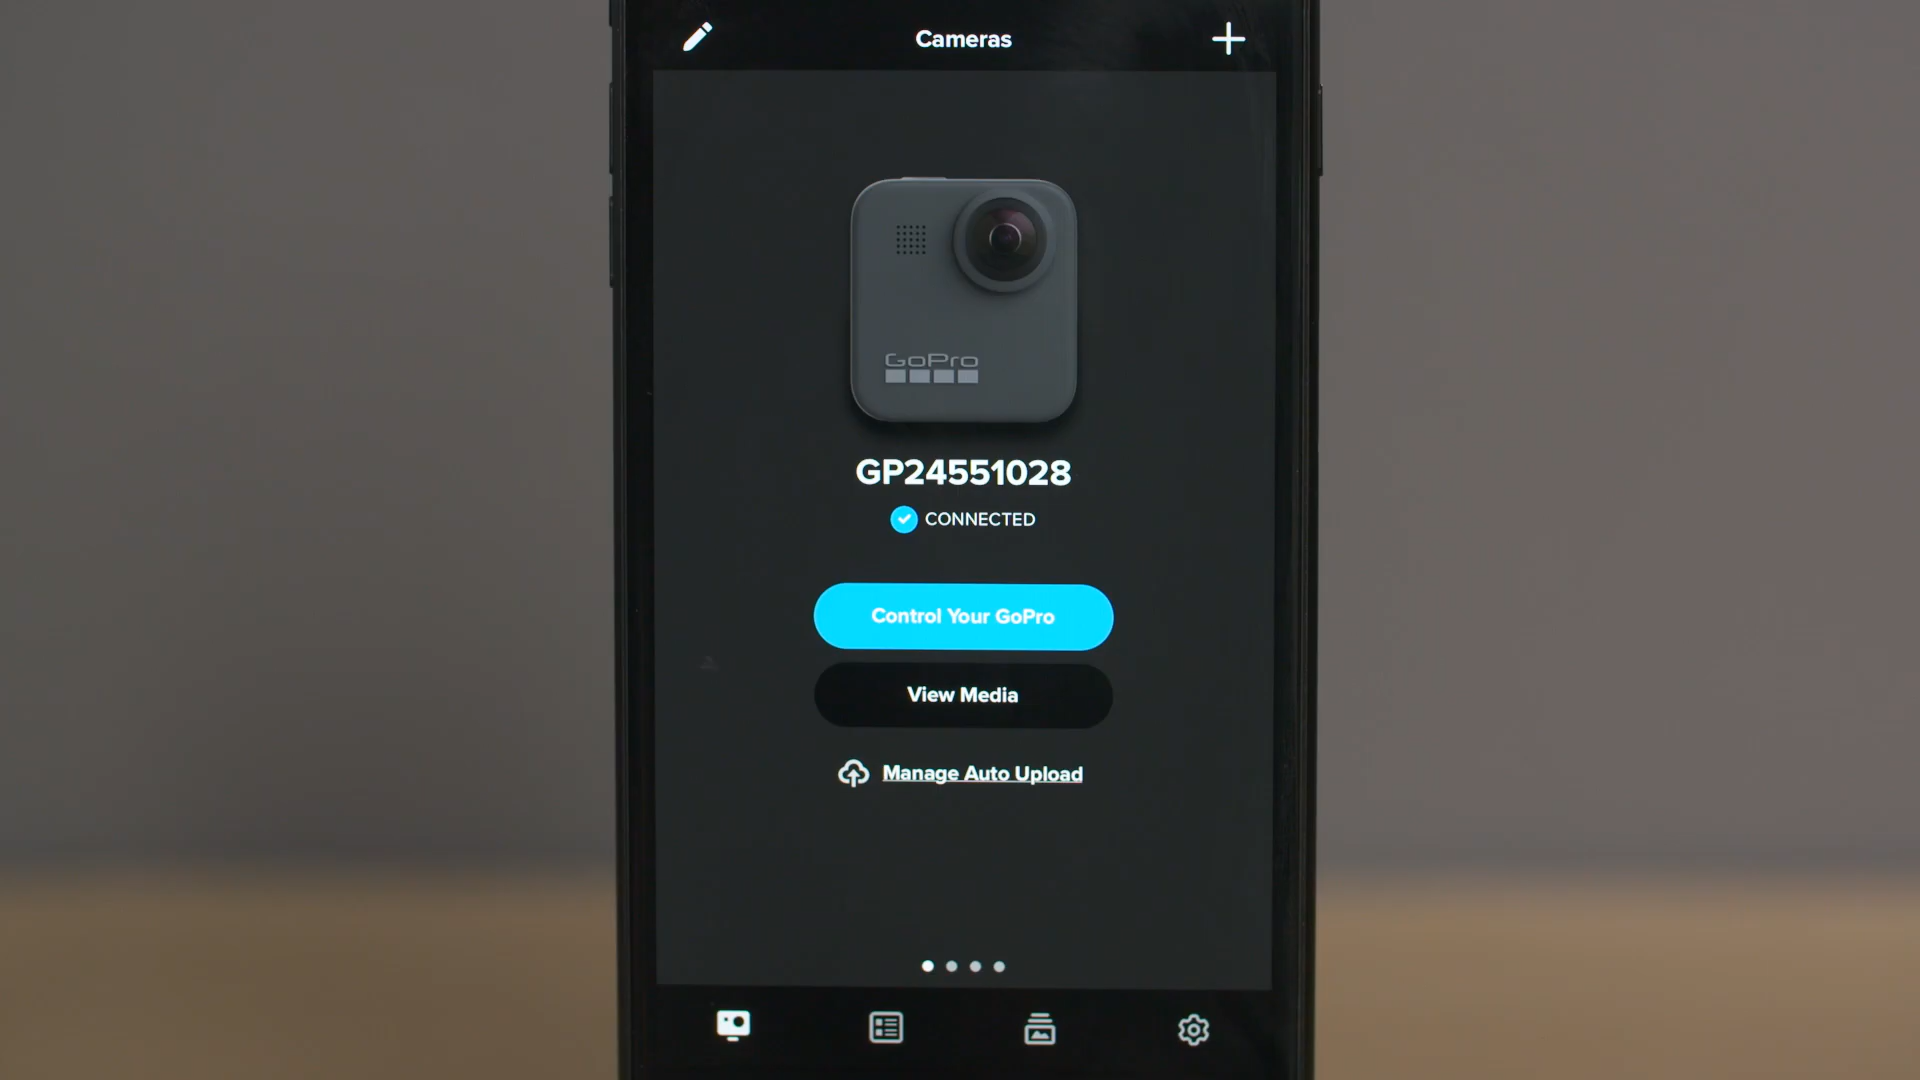 Cameras
GoPro
GP24551028
CONNECTED
Control Your GoPro
View Media
Manage Auto Upload